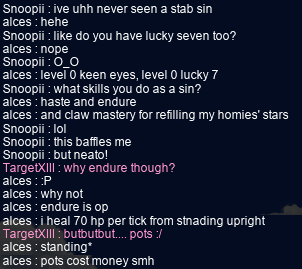 Snoopii : ive uhh never seen a stab sin
alces : hehe
Snoopii : like do you have lucky seven too?
alces : nope
Snoopii : O_O
alces : level 0 keen eyes, level 0 lucky 7
Snoopii : what skills you do as a sin?
alces : haste and endure
alces : and claw mastery for refilling my homies' stars
Snoopii : lol
Snoopii : this baffles me
Snoopii : but neato!
TargetXIII : why endure though?
alces : :P
alces : why not
alces : endure is op
alces : i heal 70 hp per tick from strnading upright
TargetXIII : butbutbut.... pots :/
alces : standing*
alces : pots cost money smh